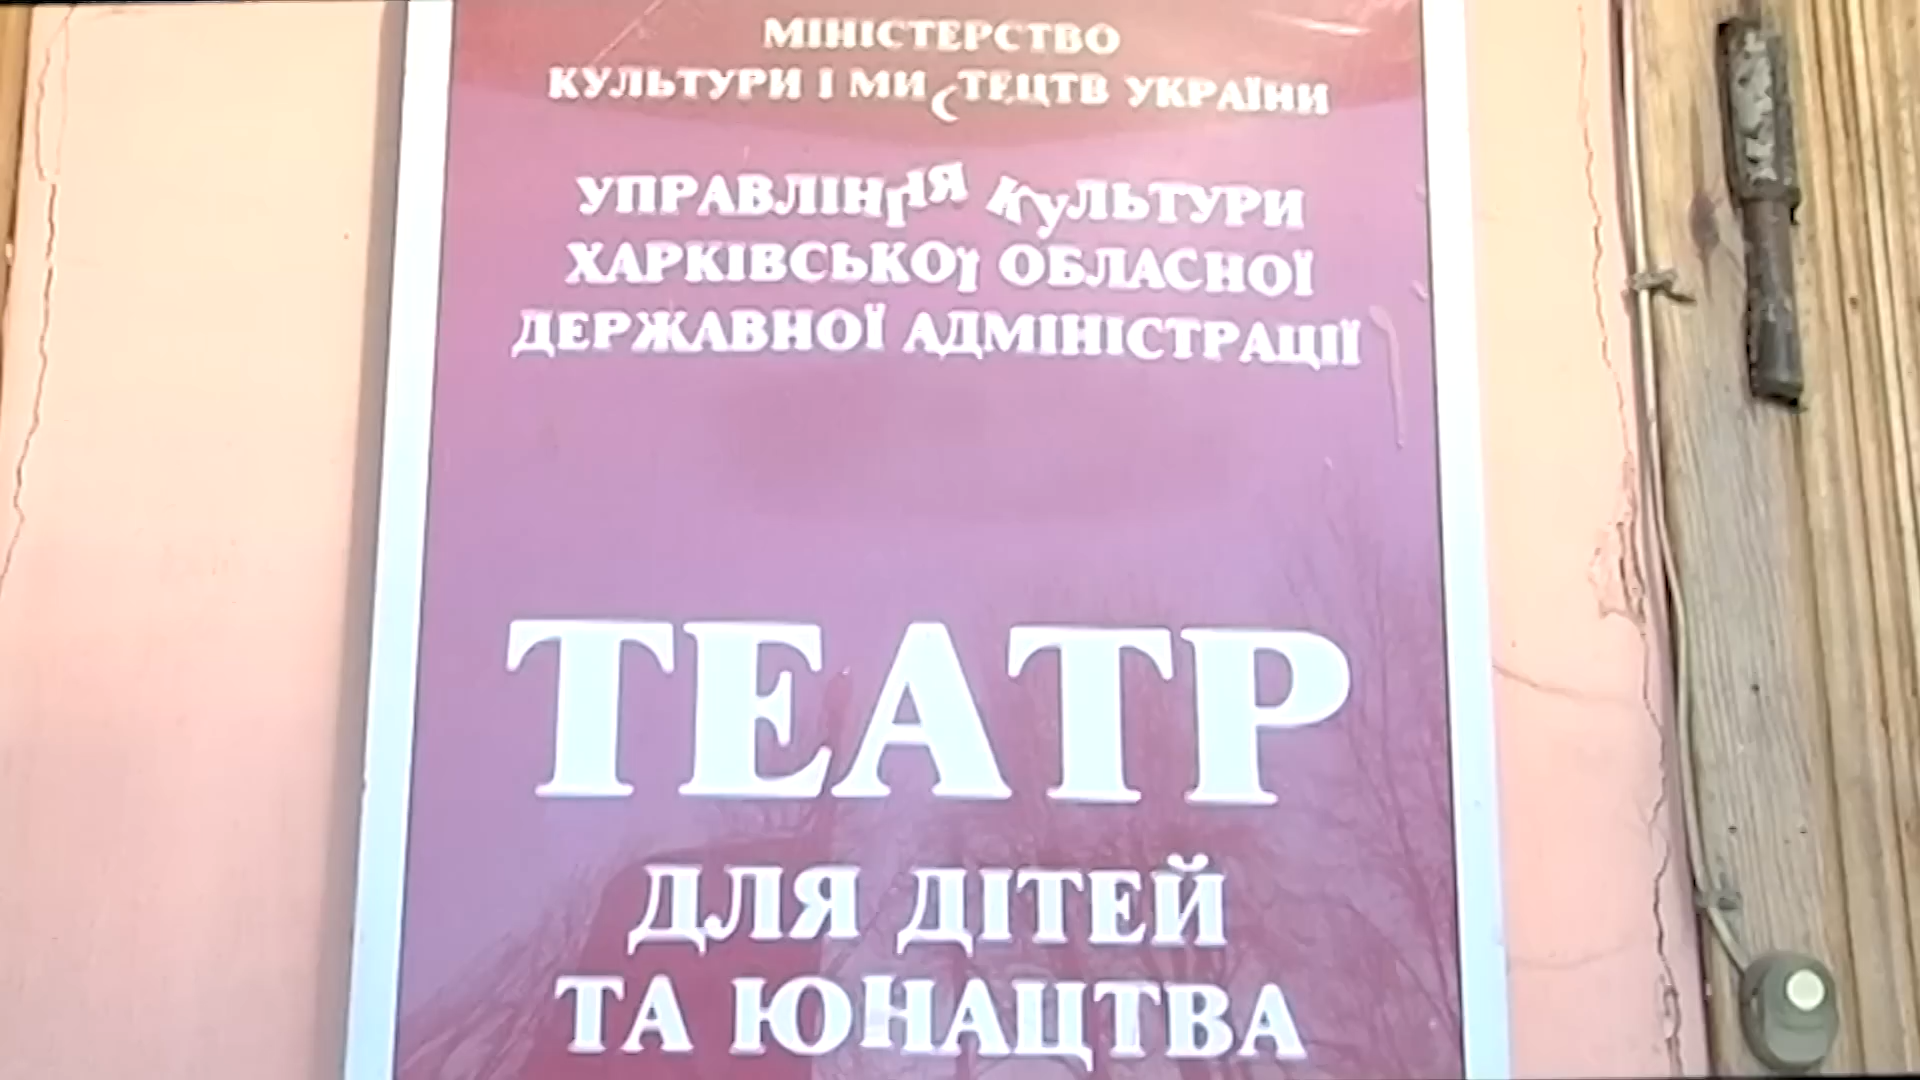 МІНІСТЕРСТВО
КУЛЬТУРИ І МИСТЕЦТВ УКРАЇНИ
УПРАВЛІННЯ КУЛЬТУРИ
ХАРКІВСЬКОЇ ОБЛАСНОЇ
ДЕРЖАВНОЇ АДМІНІСТРАЦІЇ
ТЕАТР
ДЛЯ ДІТЕЙ
ТА ЮНАЦТВА